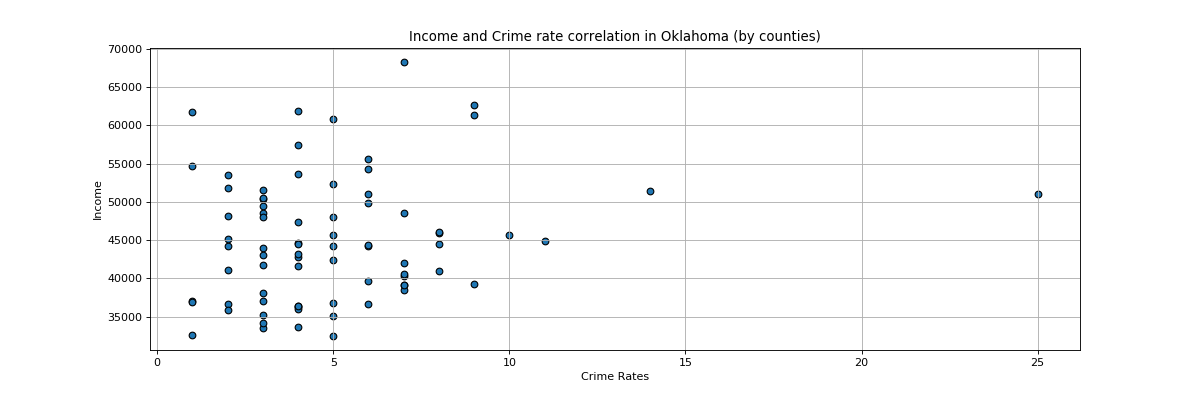 Income and Crime rate correlation in Oklahoma (by counties)
70000
65000
60000
55000
50000
45000
40000
35000
Income
0 5 10 15 20 25
Crime Rates